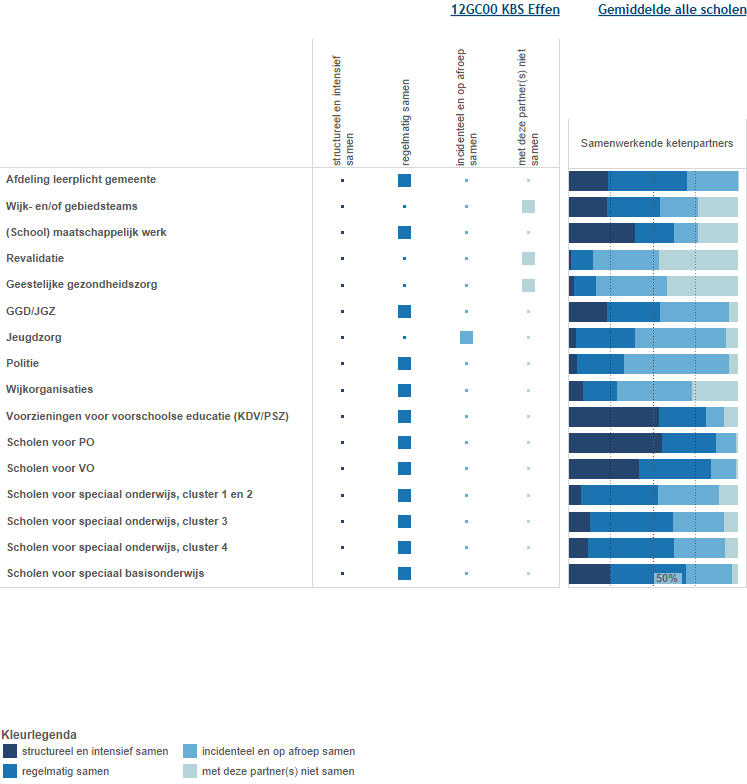 12GC00 KBS Effen
Gemiddelde alle scholen
structureel en intensief
samen
regelmatig samen
incidenteel en op afroep
samen
met deze partner(s) niet
samen
Samenwerkende ketenpartners
Afdeling leerplicht gemeente
Wijk- en/of gebiedsteams
(School) maatschappelijk werk
Revalidatie
Geestelijke gezondheidszorg
GGD/JGZ
Jeugdzorg
Politie
Wijkorganisaties
Voorzieningen voor voorschoolse educatie (KDV/PSZ)
Scholen voor PO
Scholen voor VO
Scholen voor speciaal onderwijs, cluster 1 en 2
Scholen voor speciaal onderwijs, cluster 3
Scholen voor speciaal onderwijs, cluster 4
Scholen voor speciaal basisonderwijs
50%
Kleurlegenda
structureel en intensief samen
incidenteel en op afroep samen
regelmatig samen
met deze partner(s) niet samen